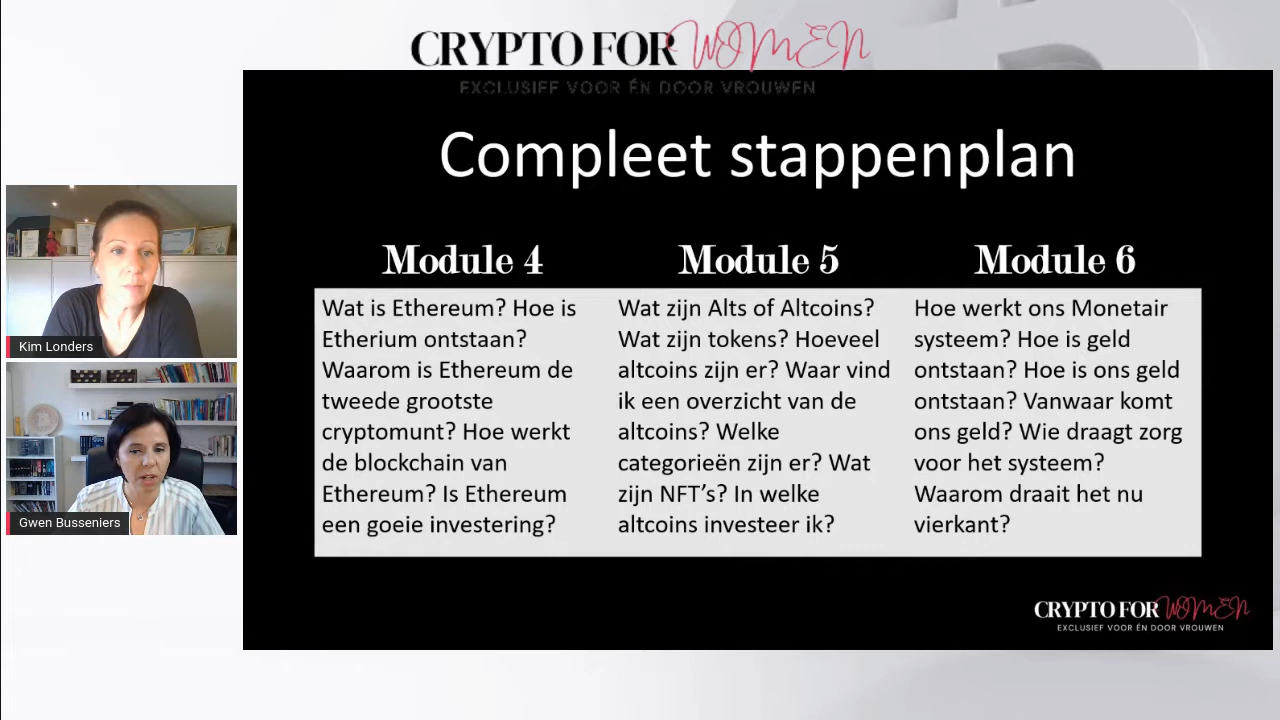 CRYPTO FOR WOMEN
EXCLUSIEF VOOR ÉN DOOR VROUWEN
Compleet stappenplan
Module 4
Wat is Ethereum? Hoe is
Etherium ontstaan?
Waarom is Ethereum de
tweede grootste
cryptomunt? Hoe werkt
de blockchain van
Ethereum? Is Ethereum
een goeie investering?
Module 5
Wat zijn Alts of Altcoins?
Wat zijn tokens? Hoeveel
altcoins zijn er? Waar vind
ik een overzicht van de
altcoins? Welke
categorieën zijn er? Wat
zijn NFT’s? In welke
altcoins investeer ik?
Module 6
Hoe werkt ons Monetair
systeem? Hoe is geld
ontstaan? Hoe is ons geld
ontstaan? Vanwaar komt
ons geld? Wie draagt zorg
voor het systeem?
Waarom draait het nu
vierkant?
Kim Londers
Gwen Busseniers
CRYPTO FOR WOMEN
EXCLUSIEF VOOR ÉN DOOR VROUWEN